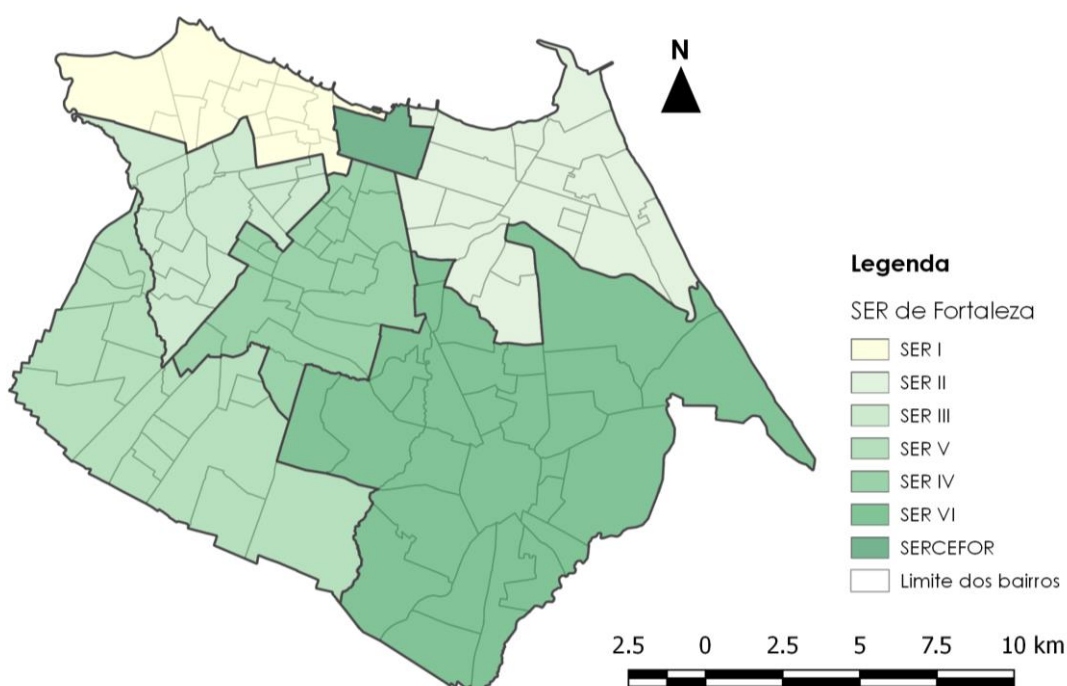 N
Legenda
SER de Fortaleza
SER I
SER II
SER III
SER V
SER IV
SER VI
SERCEFOR
Limite dos bairros
2.5 0 2.5 5 7.5 10 km